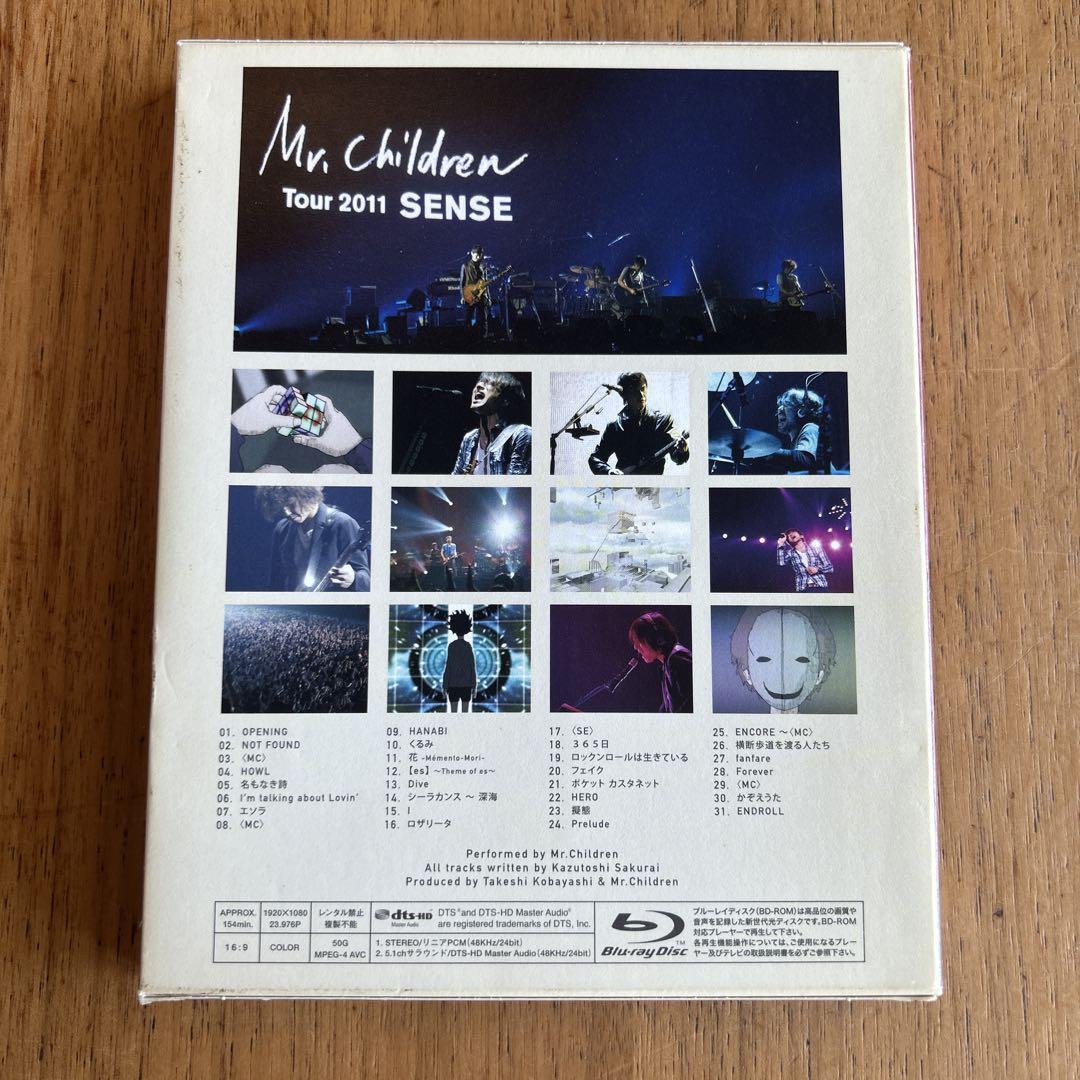 Mr. Children
Tour 2011 SENSE
01. OPENING
02. NOT FOUND
03. 〈MC〉
04. HOWL
05. 名もなき詩
06. I'm talking about Lovin'
07. エソラ
08. 〈MC〉
09. HANABI
10. くるみ
11. 花 -Mémento-Mori-
12. 【es】 ～Theme of es～
13. Dive
14. シーラカンス ～ 深海
15. I
16. ロザリータ
17. 〈SE〉
18. ３６５日
19. ロックンロールは生きている
20. フェイク
21. ポケット カスタネット
22. HERO
23. 擬態
24. Prelude
25. ENCORE ～〈MC〉
26. 横断歩道を渡る人たち
27. fanfare
28. Forever
29. 〈MC〉
30. かぞえうた
31. ENDROLL
Performed by Mr.Children
All tracks written by Kazutoshi Sakurai
Produced by Takeshi Kobayashi & Mr.Children
APPROX.
154min.
1920×1080
23.976P
レンタル禁止
複製不能
16:9
COLOR
50G
MPEG-4 AVC
dts-HD
Master Audio
DTS® and DTS-HD Master Audio®
are registered trademarks of DTS, Inc.
1. STEREO/リニアPCM(48KHz/24bit)
2. 5.1chサラウンド/DTS-HD Master Audio(48KHz/24bit)
Blu-ray Disc™
ブルーレイディスク(BD-ROM)は高品位の画質や
音声を記録した新世代光ディスクです。BD-ROM
対応プレーヤーで再生して下さい。
各再生機能操作については、ご使用になるプレー
ヤー及びテレビの取扱説明書を必ずご参照下さい。